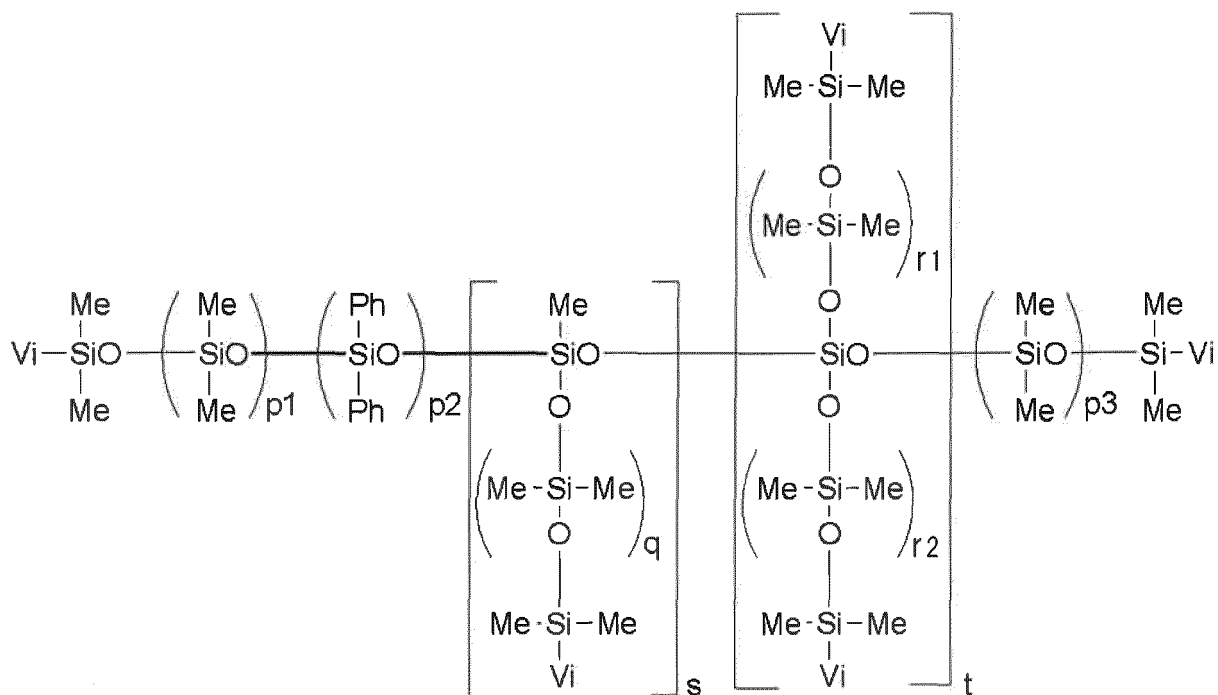 Vi
Me Si Me
O
Me Si Me r1
O
Me Me Ph Me Me Me
Vi SiO SiO SiO SiO SiO SiO Si Vi
Me Me p1 Ph p2 O O Me p3 Me
Me Si Me q Me Si Me r2
O O
Me Si Me Me Si Me
Vi s Vi t